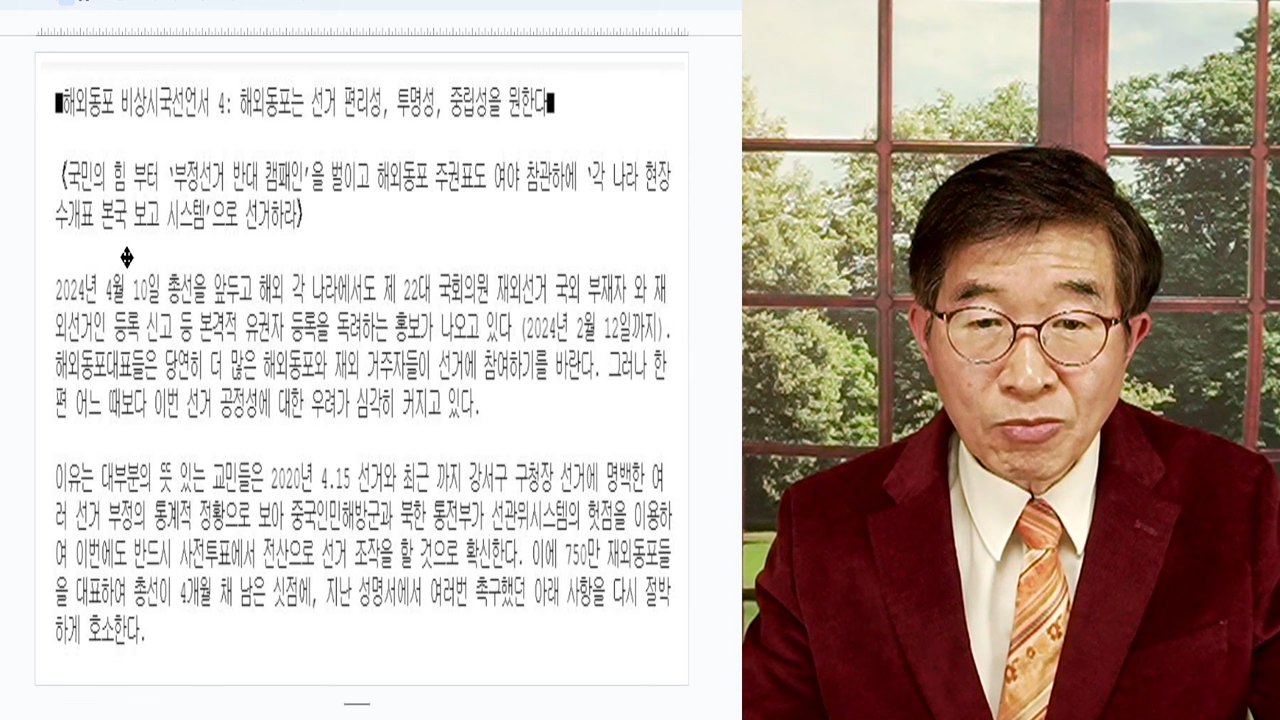 ■해외동포 비상시국선언서 4: 해외동포는 선거 편리성, 투명성, 중립성을 원한다■
《국민의 힘 부터 '부정선거 반대 캠패인'을 벌이고 해외동포 주권표도 여야 참관하에 '각 나라 현장
수개표 본국 보고 시스템'으로 선거하라》
2024년 4월 10일 총선을 앞두고 해외 각 나라에서도 제 22대 국회의원 재외선거 국외 부재자 와 재
외선거인 등록 신고 등 본격적 유권자 등록을 독려하는 홍보가 나오고 있다 (2024년 2월 12일까지).
해외동포대표들은 당연히 더 많은 해외동포와 재외 거주자들이 선거에 참여하기를 바란다. 그러나 한
편 어느 때보다 이번 선거 공정성에 대한 우려가 심각히 커지고 있다.
이유는 대부분의 뜻 있는 교민들은 2020년 4.15 선거와 최근 까지 강서구 구청장 선거에 명백한 여
러 선거 부정의 통계적 정황으로 보아 중국인민해방군과 북한 통전부가 선관위시스템의 헛점을 이용하
여 이번에도 반드시 사전투표에서 전산으로 선거 조작을 할 것으로 확신한다. 이에 750만 재외동포들
을 대표하여 총선이 4개월 채 남은 싯점에, 지난 성명서에서 여러번 촉구했던 아래 사항을 다시 절박
하게 호소한다.